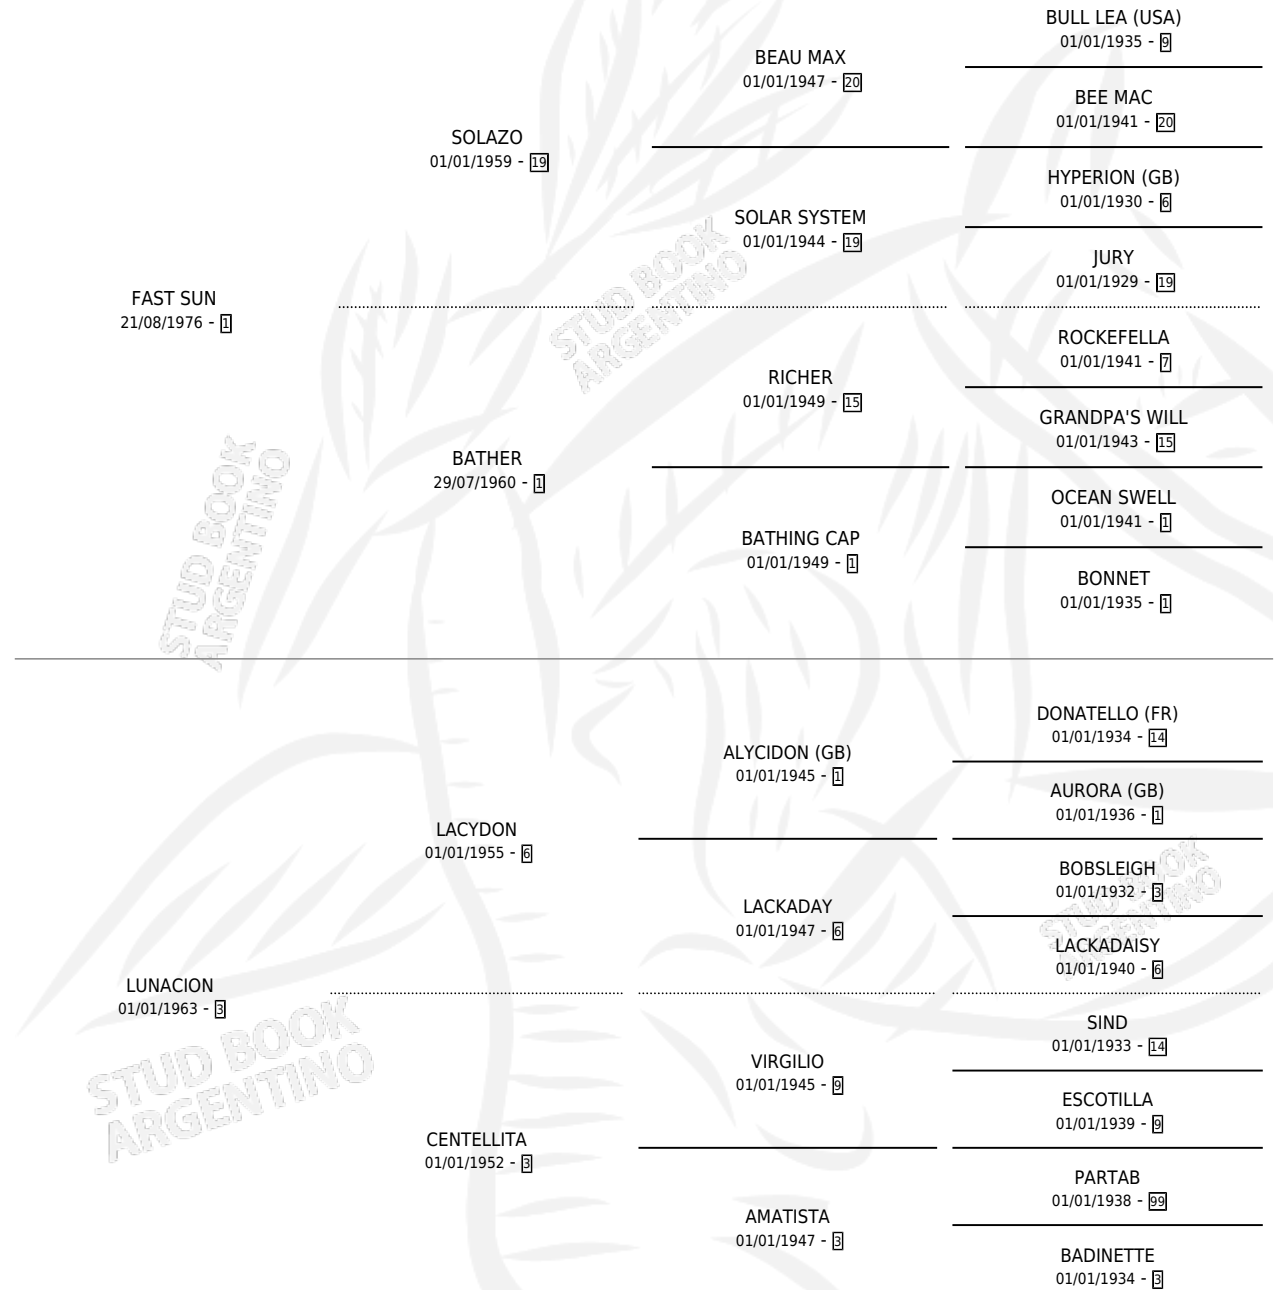 BULL LEA (USA)
01/01/1935 - 9
BEAU MAX
01/01/1947 - 20
BEE MAC
01/01/1941 - 20
SOLAZO
01/01/1959 - 19
HYPERION (GB)
01/01/1930 - 6
SOLAR SYSTEM
01/01/1944 - 19
JURY
01/01/1929 - 19
FAST SUN
21/08/1976 - 1
STUD BOOK
ARGENTINO
ROCKEFELLA
01/01/1941 - 7
RICHER
01/01/1949 - 15
GRANDPA'S WILL
01/01/1943 - 15
BATHER
29/07/1960 - 1
OCEAN SWELL
01/01/1941 - 1
BATHING CAP
01/01/1949 - 1
BONNET
01/01/1935 - 1
STUD BOOK
ARGENTINO
DONATELLO (FR)
01/01/1934 - 14
ALYCIDON (GB)
01/01/1945 - 1
AURORA (GB)
01/01/1936 - 1
LACYDON
01/01/1955 - 6
BOBSLEIGH
01/01/1932 - 3
STUD BOOK
ARGENTINO
LACKADAY
01/01/1947 - 6
LACKADAISY
01/01/1940 - 6
LUNACION
01/01/1963 - 3
STUD BOOK
ARGENTINO
SIND
01/01/1933 - 14
VIRGILIO
01/01/1945 - 9
ESCOTILLA
01/01/1939 - 9
CENTELLITA
01/01/1952 - 3
PARTAB
01/01/1938 - 99
AMATISTA
01/01/1947 - 3
BADINETTE
01/01/1934 - 3